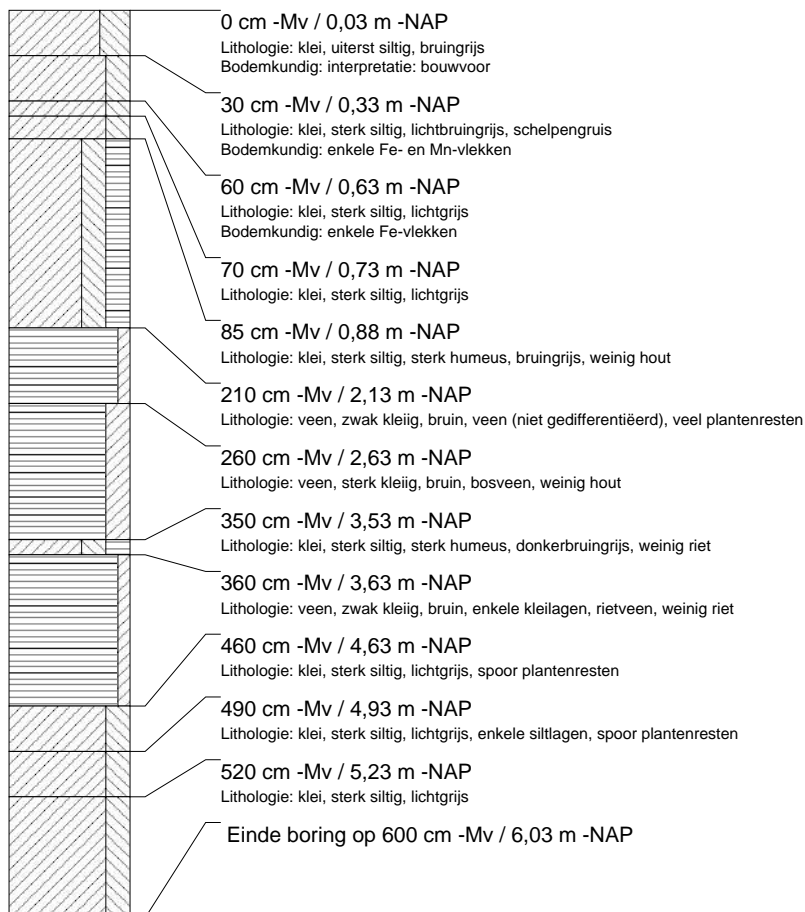 0 cm -Mv / 0,03 m -NAP
Lithologie: klei, uiterst siltig, bruingrijs
Bodemkundig: interpretatie: bouwvoor
30 cm -Mv / 0,33 m -NAP
Lithologie: klei, sterk siltig, lichtbruingrijs, schelpengruis
Bodemkundig: enkele Fe- en Mn-vlekken
60 cm -Mv / 0,63 m -NAP
Lithologie: klei, sterk siltig, lichtgrijs
Bodemkundig: enkele Fe-vlekken
70 cm -Mv / 0,73 m -NAP
Lithologie: klei, sterk siltig, lichtgrijs
85 cm -Mv / 0,88 m -NAP
Lithologie: klei, sterk siltig, sterk humeus, bruingrijs, weinig hout
210 cm -Mv / 2,13 m -NAP
Lithologie: veen, zwak kleiig, bruin, veen (niet gedifferentiëerd), veel plantenresten
260 cm -Mv / 2,63 m -NAP
Lithologie: veen, sterk kleiig, bruin, bosveen, weinig hout
350 cm -Mv / 3,53 m -NAP
Lithologie: klei, sterk siltig, sterk humeus, donkerbruingrijs, weinig riet
360 cm -Mv / 3,63 m -NAP
Lithologie: veen, zwak kleiig, bruin, enkele kleilagen, rietveen, weinig riet
460 cm -Mv / 4,63 m -NAP
Lithologie: klei, sterk siltig, lichtgrijs, spoor plantenresten
490 cm -Mv / 4,93 m -NAP
Lithologie: klei, sterk siltig, lichtgrijs, enkele siltlagen, spoor plantenresten
520 cm -Mv / 5,23 m -NAP
Lithologie: klei, sterk siltig, lichtgrijs
Einde boring op 600 cm -Mv / 6,03 m -NAP